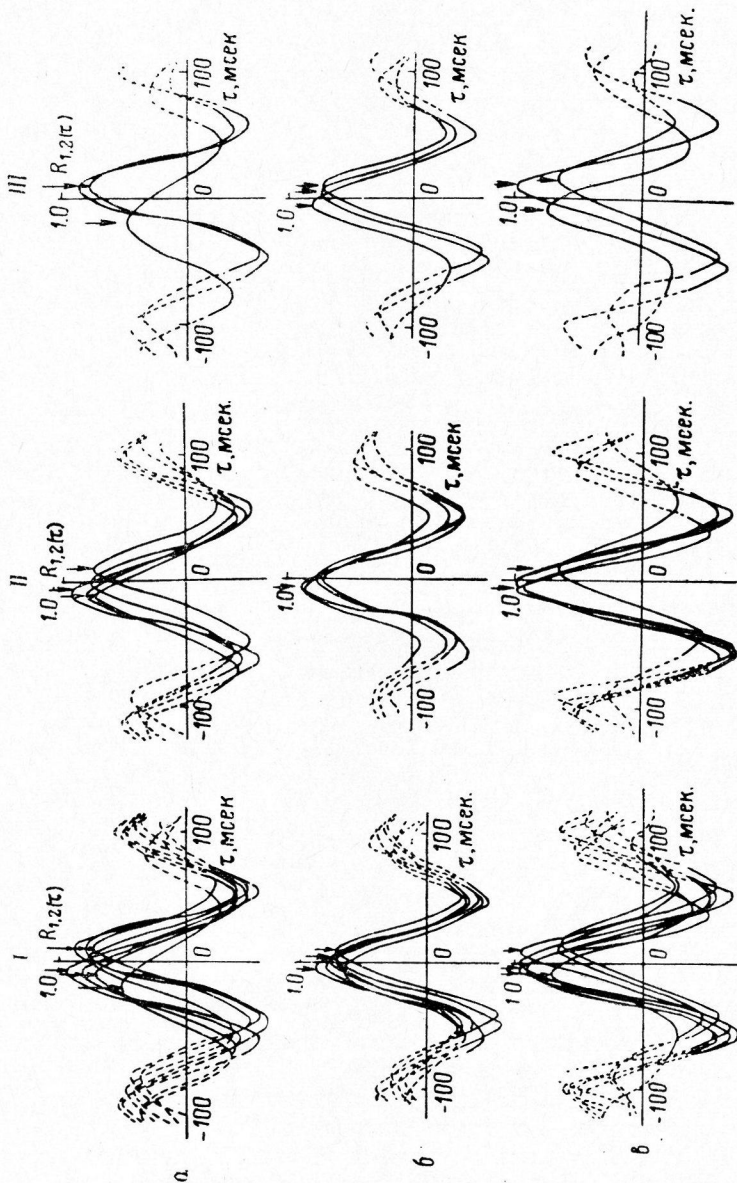 I II III
1.0 R₁,₂(τ) 1.0 R₁,₂(τ) 1.0 R₁,₂(τ)
а -100 0 100 -100 0 100 -100 0 100
τ, мсек τ, мсек. τ, мсек
1.0 1.0 1.0
б -100 0 100 -100 0 100 -100 0 100
τ, мсек. τ, мсек τ, мсек
1 0 1.0 1.0
в -100 0 100 -100 0 100 -100 0 100
τ, мсек. τ, мсек. τ, мсек.